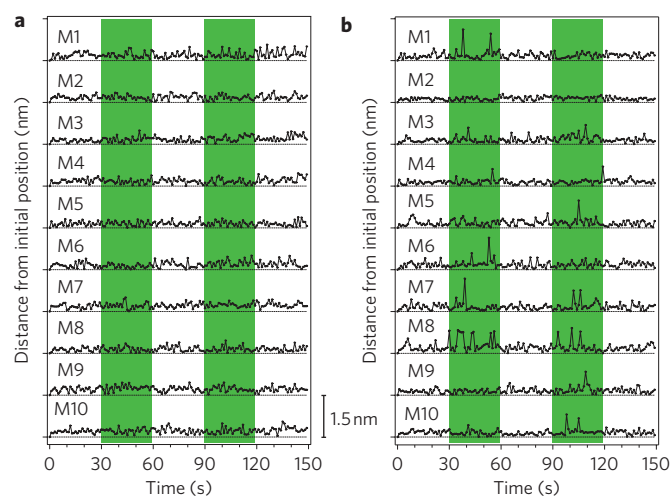 a
Distance from initial position (nm)
M1
M2
M3
M4
M5
M6
M7
M8
M9
M10
0 30 60 90 120 150
Time (s)
1.5 nm
b
Distance from initial position (nm)
M1
M2
M3
M4
M5
M6
M7
M8
M9
M10
0 30 60 90 120 150
Time (s)